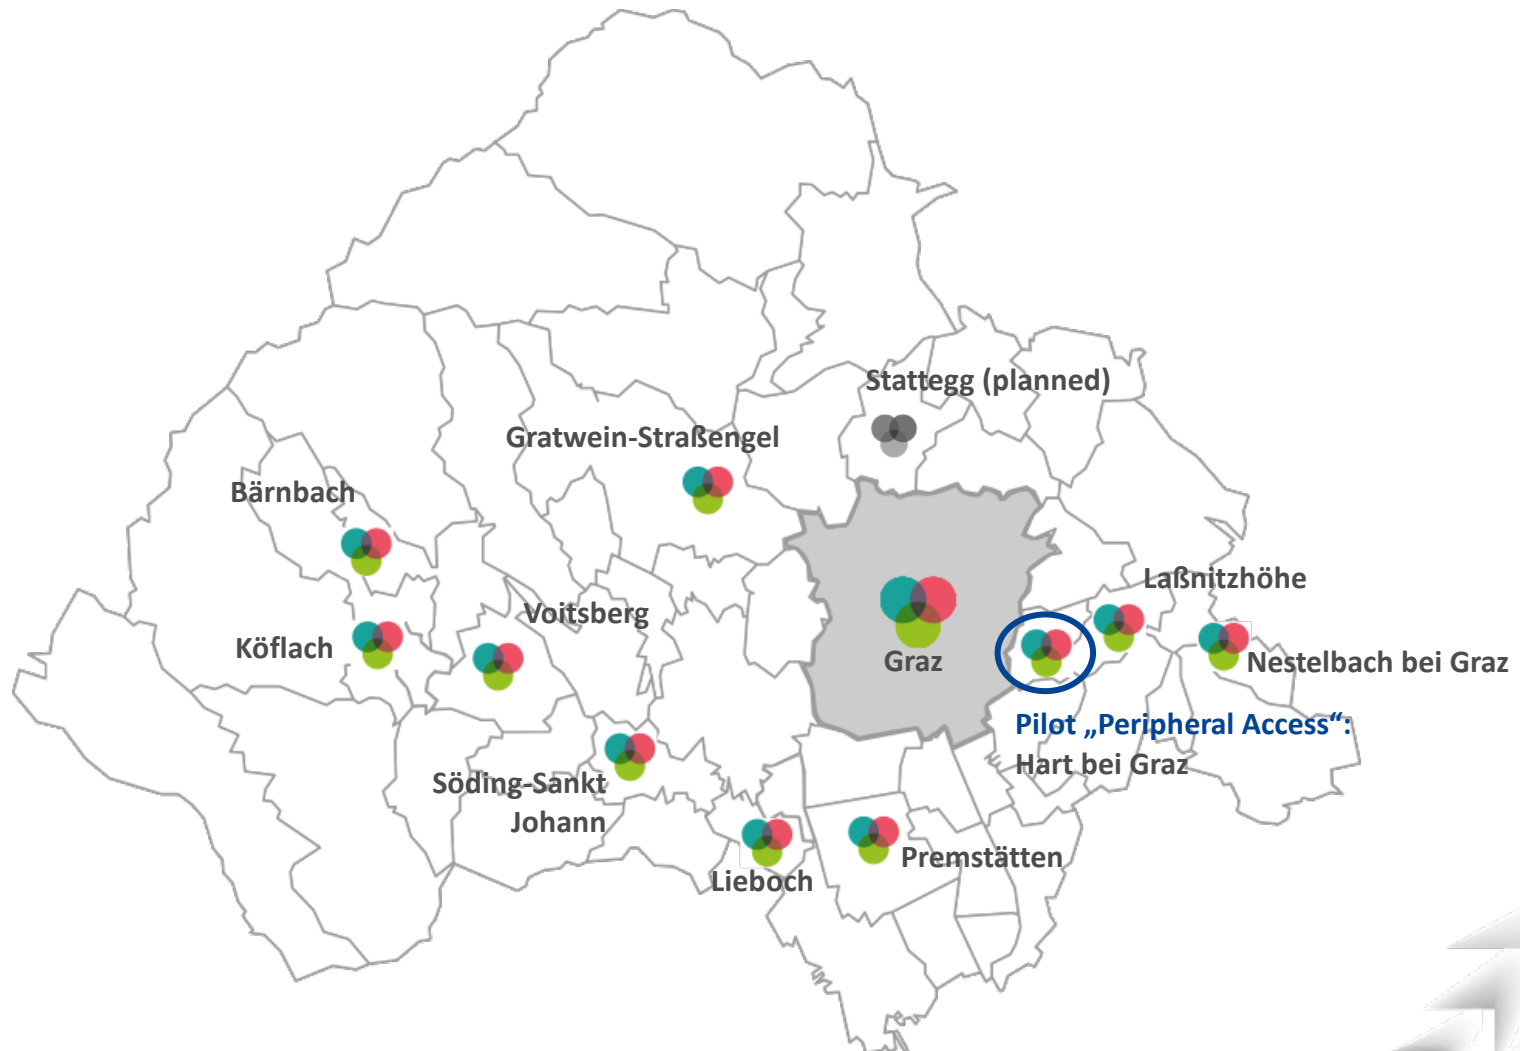 Stattegg (planned)
Gratwein-Straßengel
Bärnbach
Laßnitzhöhe
Voitsberg
Köflach
Graz
Nestelbach bei Graz
Pilot „Peripheral Access“:
Hart bei Graz
Söding-Sankt
Johann
Premstätten
Lieboch